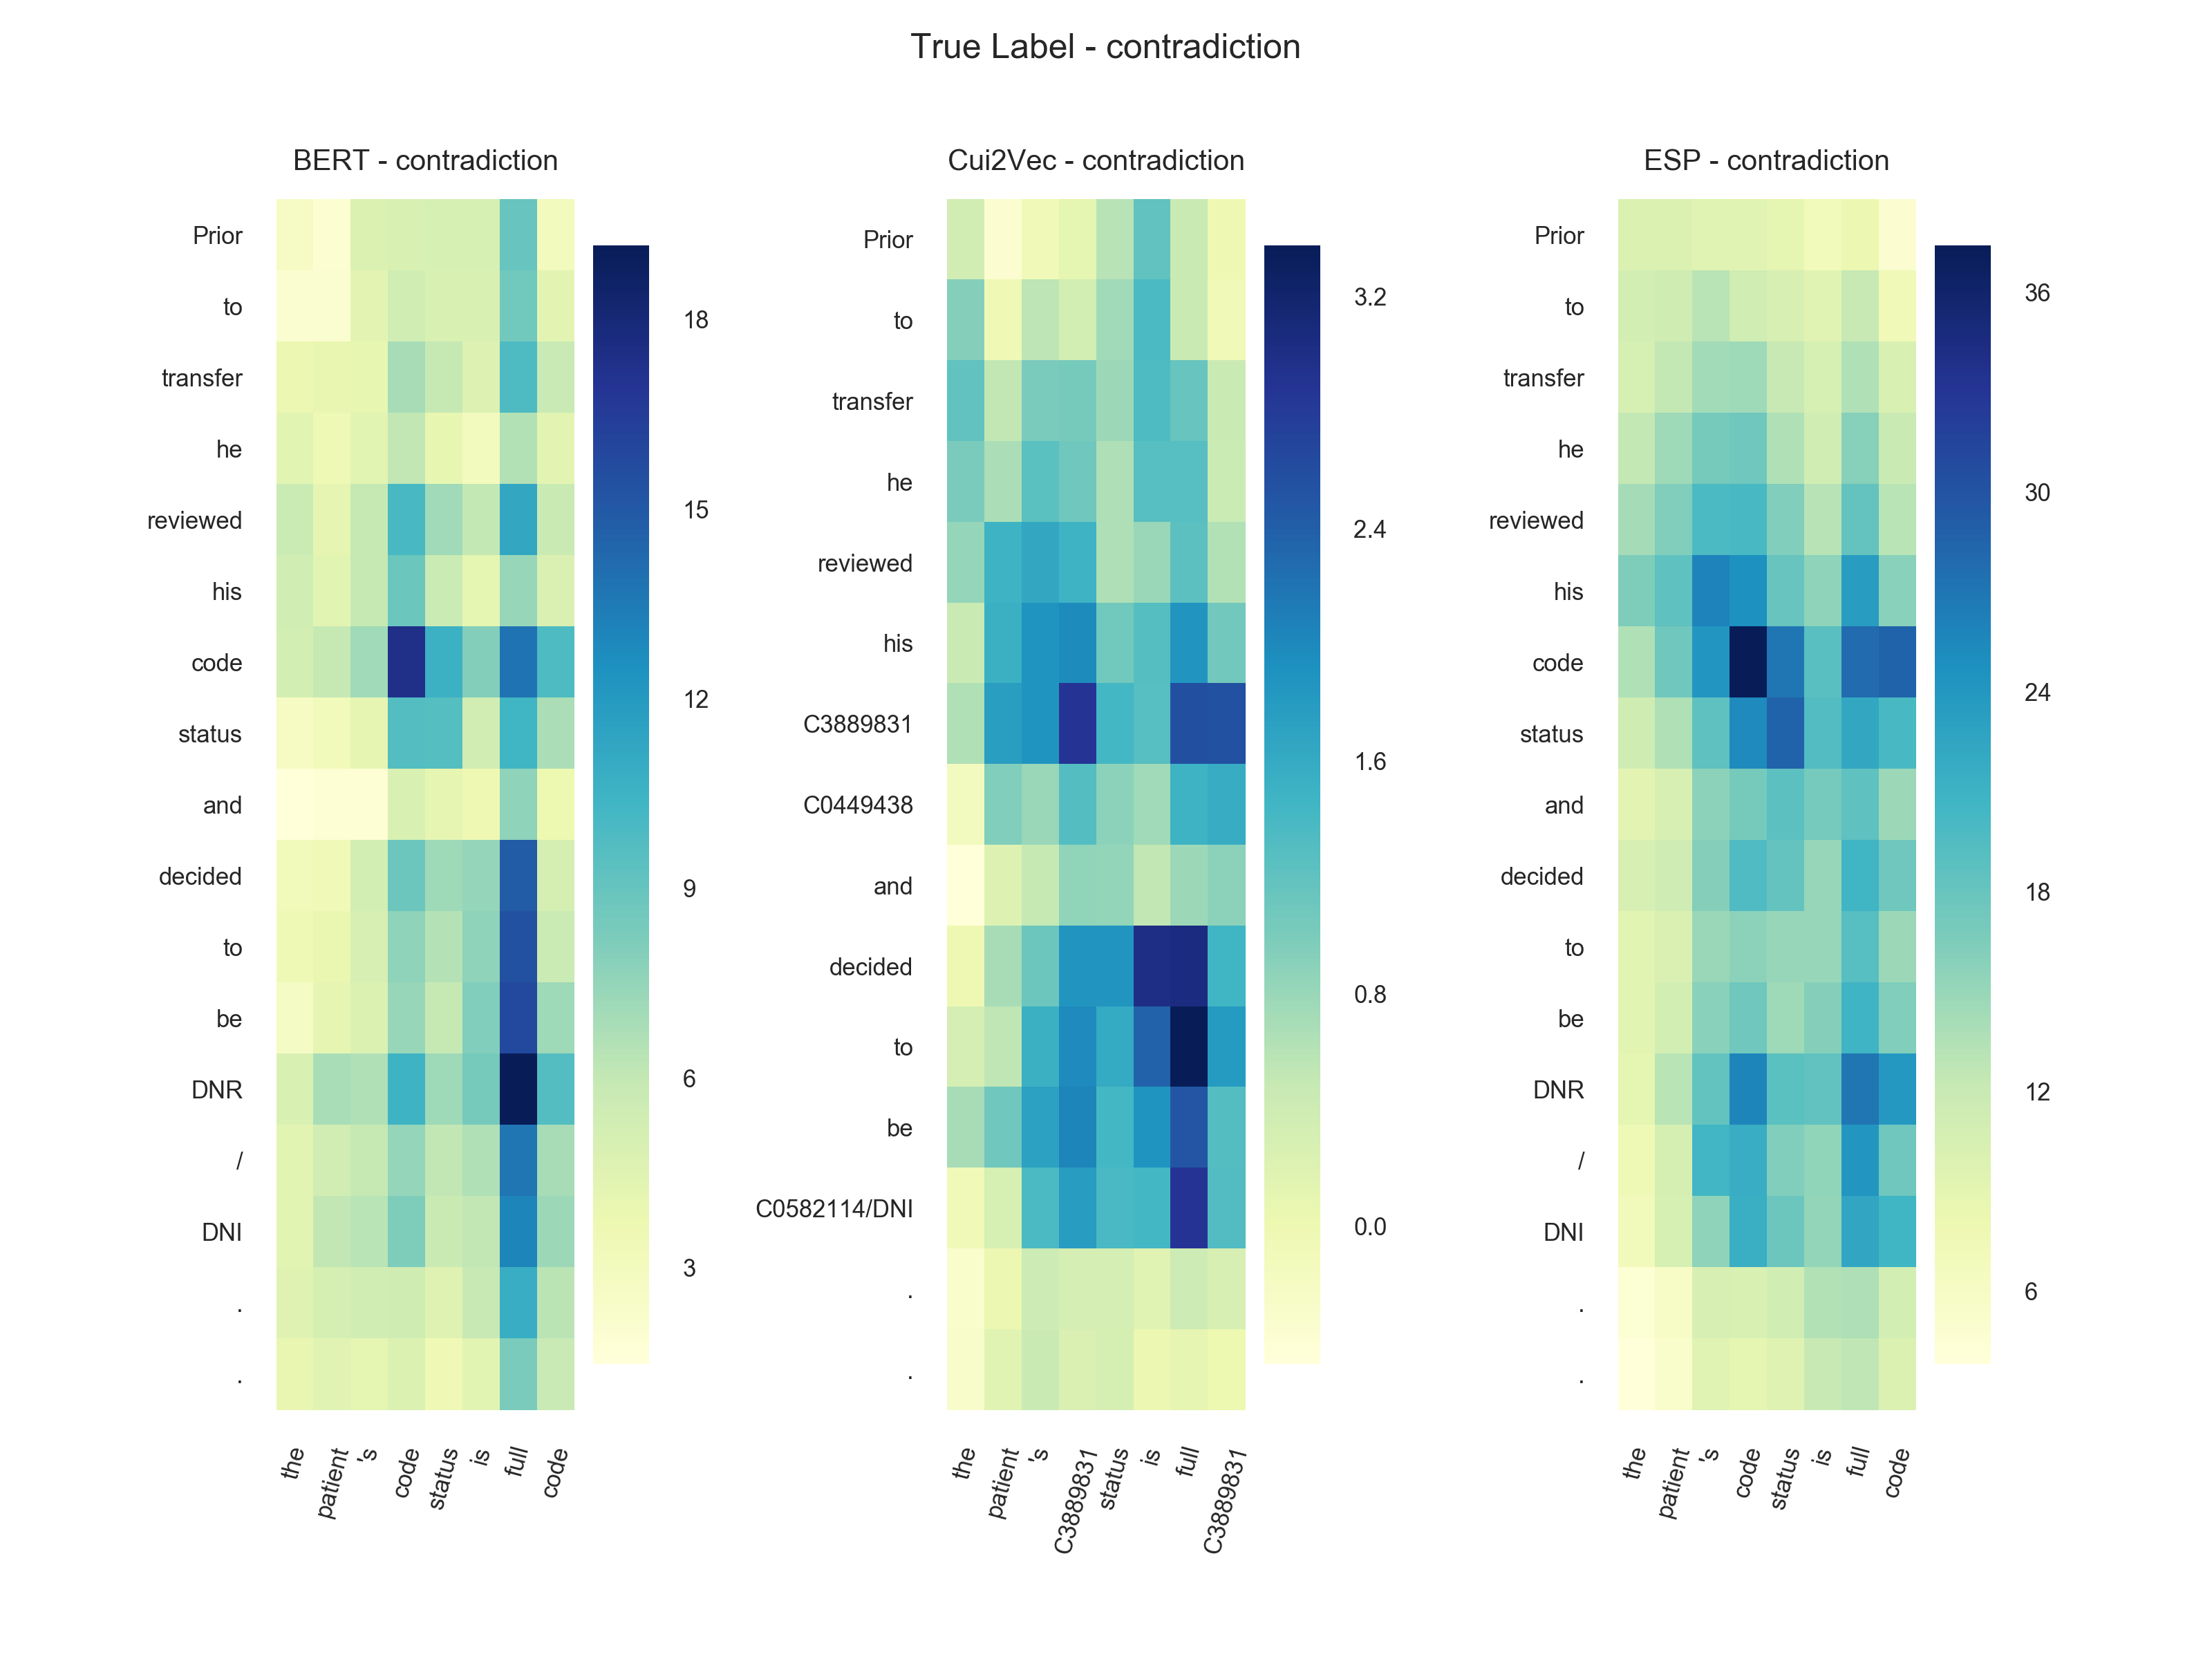 True Label - contradiction
BERT - contradiction
Prior
to
transfer
he
reviewed
his
code
status
and
decided
to
be
DNR
/
DNI
.
.
the
patient
's
code
status
is
full
code
18
15
12
9
6
3
Cui2Vec - contradiction
Prior
to
transfer
he
reviewed
his
C3889831
C0449438
and
decided
to
be
C0582114/DNI
.
.
the
patient
's
C3889831
status
is
full
C3889831
3.2
2.4
1.6
0.8
0.0
ESP - contradiction
Prior
to
transfer
he
reviewed
his
code
status
and
decided
to
be
DNR
/
DNI
.
.
the
patient
's
code
status
is
full
code
36
30
24
18
12
6